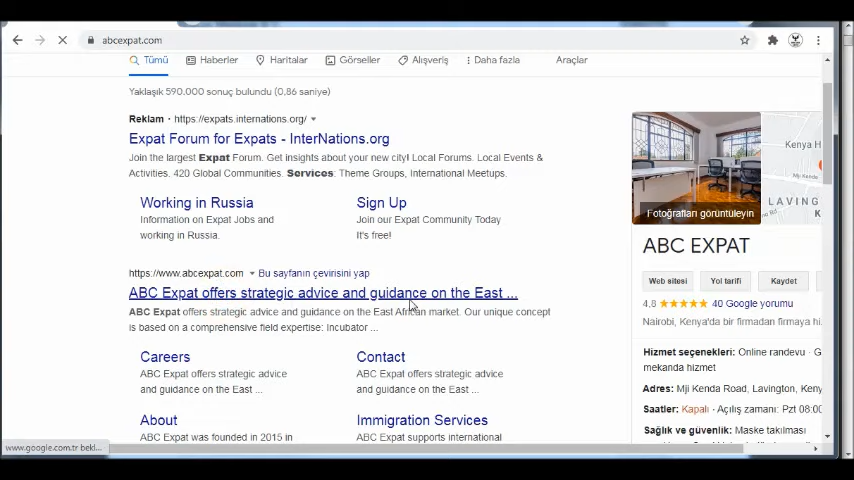 abcexpat.com
Tümü Haberler Haritalar Görseller Alışveriş Daha fazla Araçlar
Yaklaşık 590.000 sonuç bulundu (0,86 saniye)
Reklam · https://expats.internations.org/
Expat Forum for Expats - InterNations.org
Join the largest Expat Forum. Get insights about your new city! Local Forums. Local Events &
Activities. 420 Global Communities. Services: Theme Groups, International Meetups.
Working in Russia
Information on Expat Jobs and
working in Russia.
Sign Up
Join our Expat Community Today
It's free!
https://www.abcexpat.com Bu sayfanın çevirisini yap
ABC Expat offers strategic advice and guidance on the East ...
ABC Expat offers strategic advice and guidance on the East African market. Our unique concept
is based on a comprehensive field expertise: Incubator ...
Careers
ABC Expat offers strategic advice
and guidance on the East ...
Contact
ABC Expat offers strategic advice
and guidance on the East ...
About
ABC Expat was founded in 2015 in
Immigration Services
ABC Expat supports international
Kenya H
Mji Kenda
LAVING
Fotoğrafları görüntüleyin
ABC EXPAT
Web sitesi Yol tarifi Kaydet
4,8 40 Google yorumu
Nairobi, Kenya'da bir firmadan firmaya hi
Hizmet seçenekleri: Online randevu · G
mekanda hizmet
Adres: Mji Kenda Road, Lavington, Keny
Saatler: Kapalı · Açılış zamanı: Pzt 08:00
Sağlık ve güvenlik: Maske takılması
www.google.com.tr bekl...